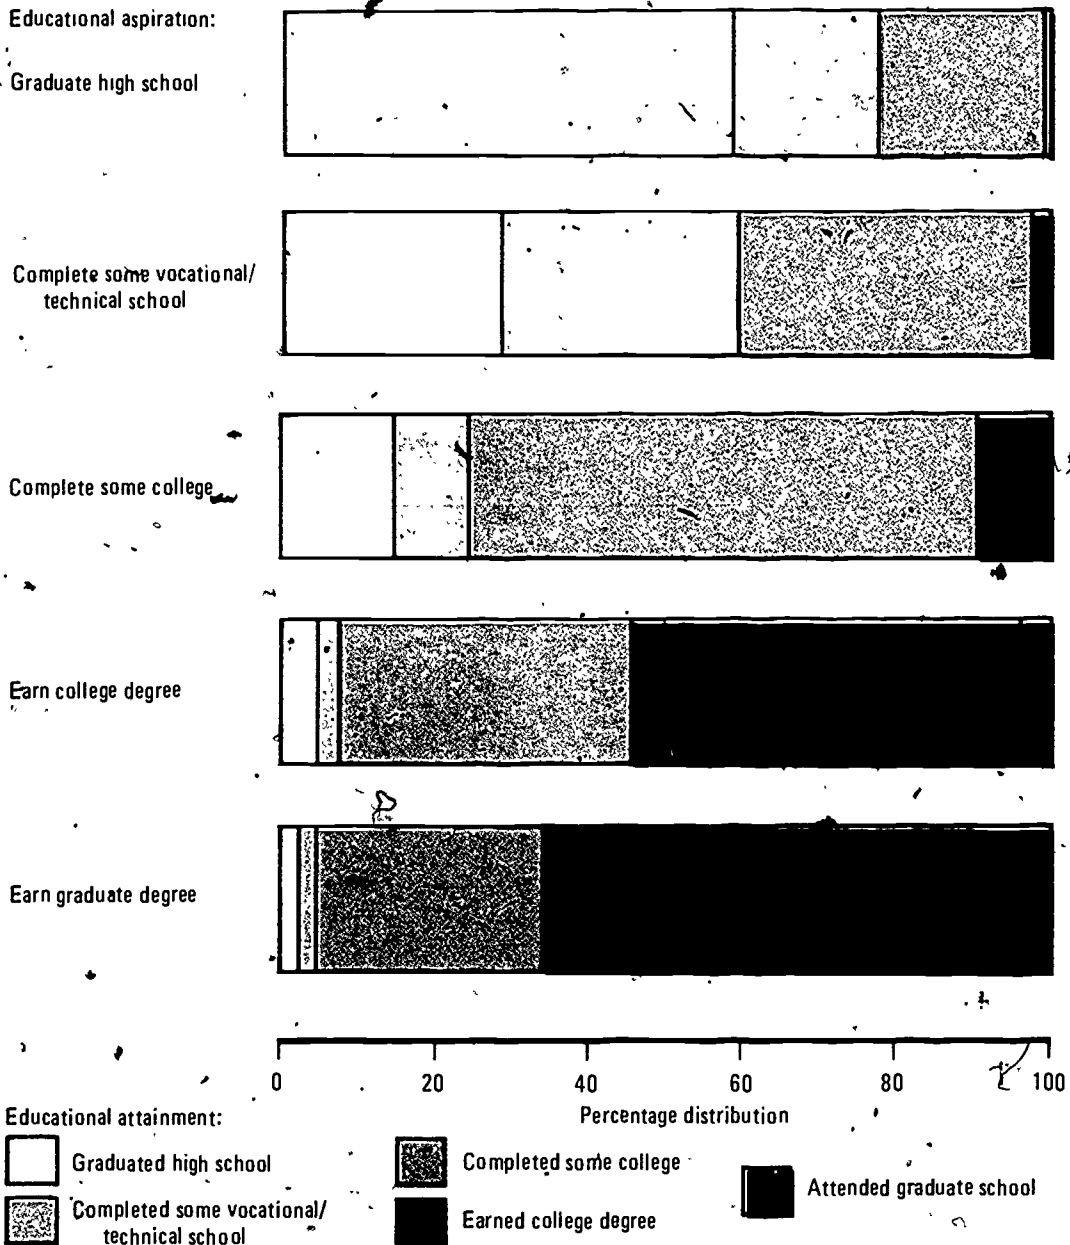 Educational aspiration:
Graduate high school
Complete some vocational/
technical school
Complete some college
Earn college degree
Earn graduate degree
0 20 40 60 80 100
Percentage distribution
Educational attainment:
Graduated high school
Completed some vocational/
technical school
Completed some college
Earned college degree
Attended graduate school